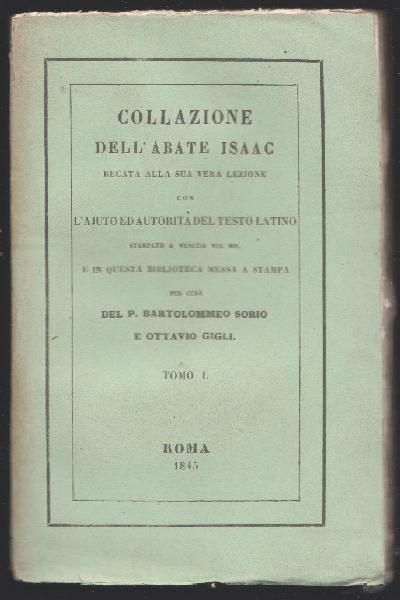 COLLAZIONE
DELL'ABATE ISAAC
RECATA ALLA SUA VERA LEZIONE
CON
L'AJUTO ED AUTORITÀ DEL TESTO LATINO
STAMPATO A VENEZIA NEL MD.
E IN QUESTA BIBLIOTECA MESSA A STAMPA
PER CURA
DEL P. BARTOLOMMEO SORIO
E OTTAVIO GIGLI.
TOMO I.
ROMA
1845